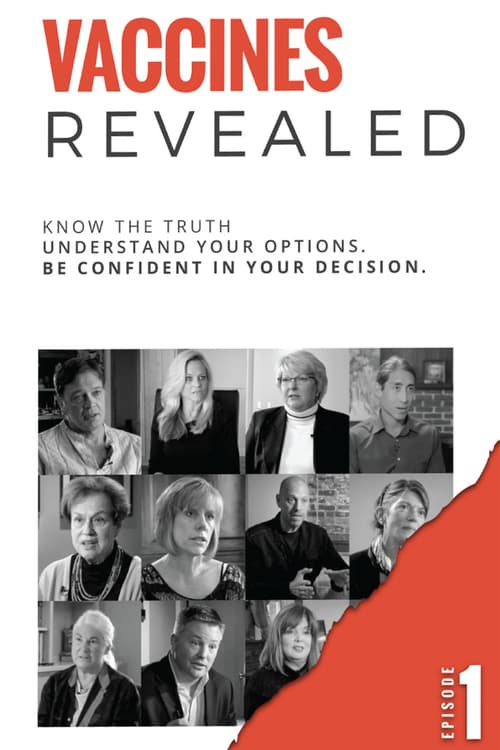 VACCINES
REVEALED
KNOW THE TRUTH
UNDERSTAND YOUR OPTIONS.
BE CONFIDENT IN YOUR DECISION.
EPISODE 1